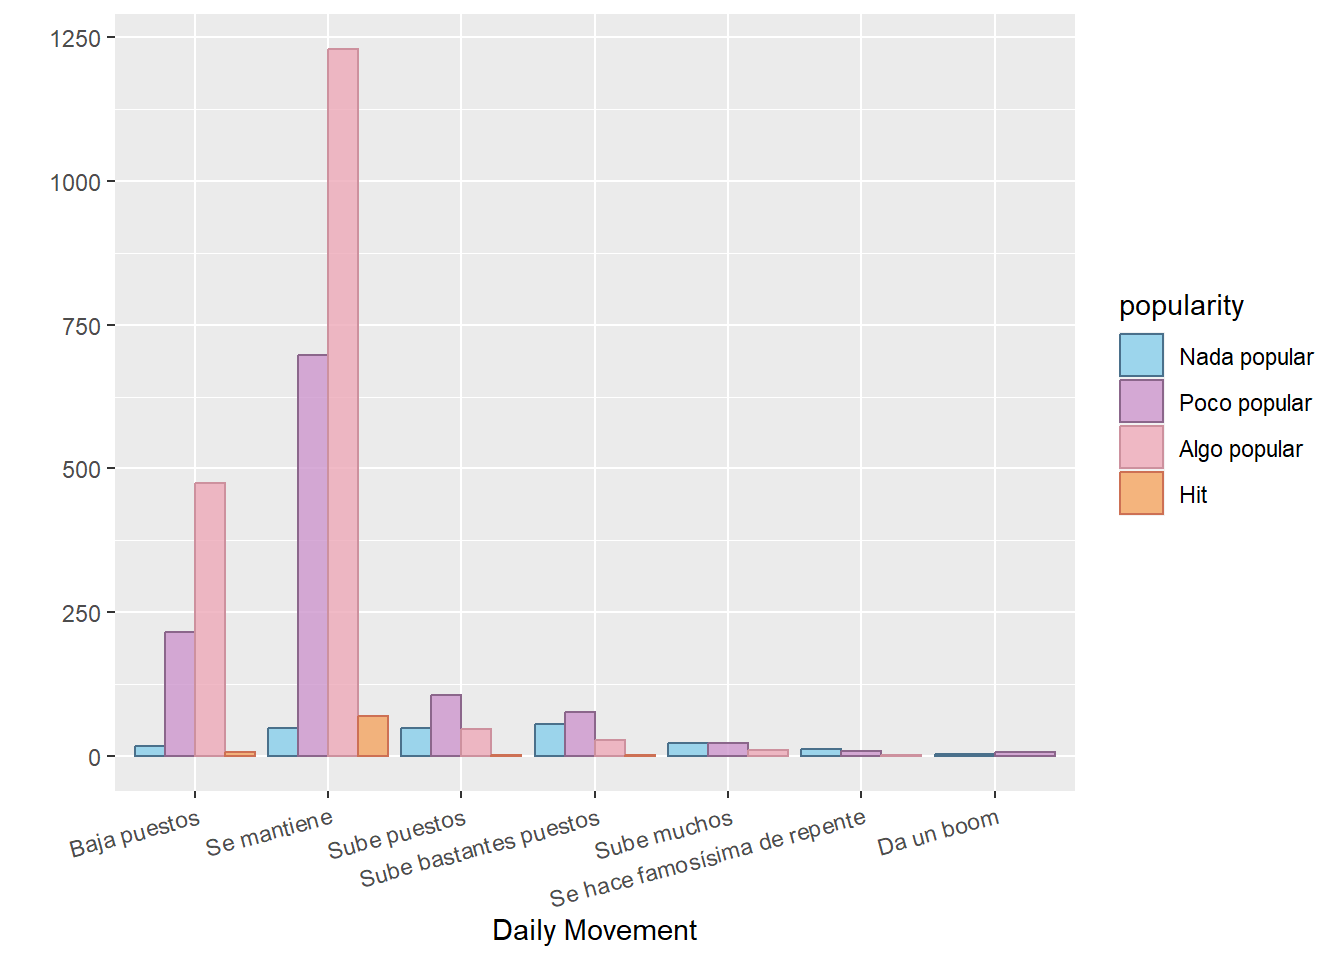 1250
1000
750
500
250
0
Baja puestos
Se mantiene
Sube puestos
Sube bastantes puestos
Sube muchos
Se hace famosísima de repente
Da un boom
Daily Movement
popularity
Nada popular
Poco popular
Algo popular
Hit